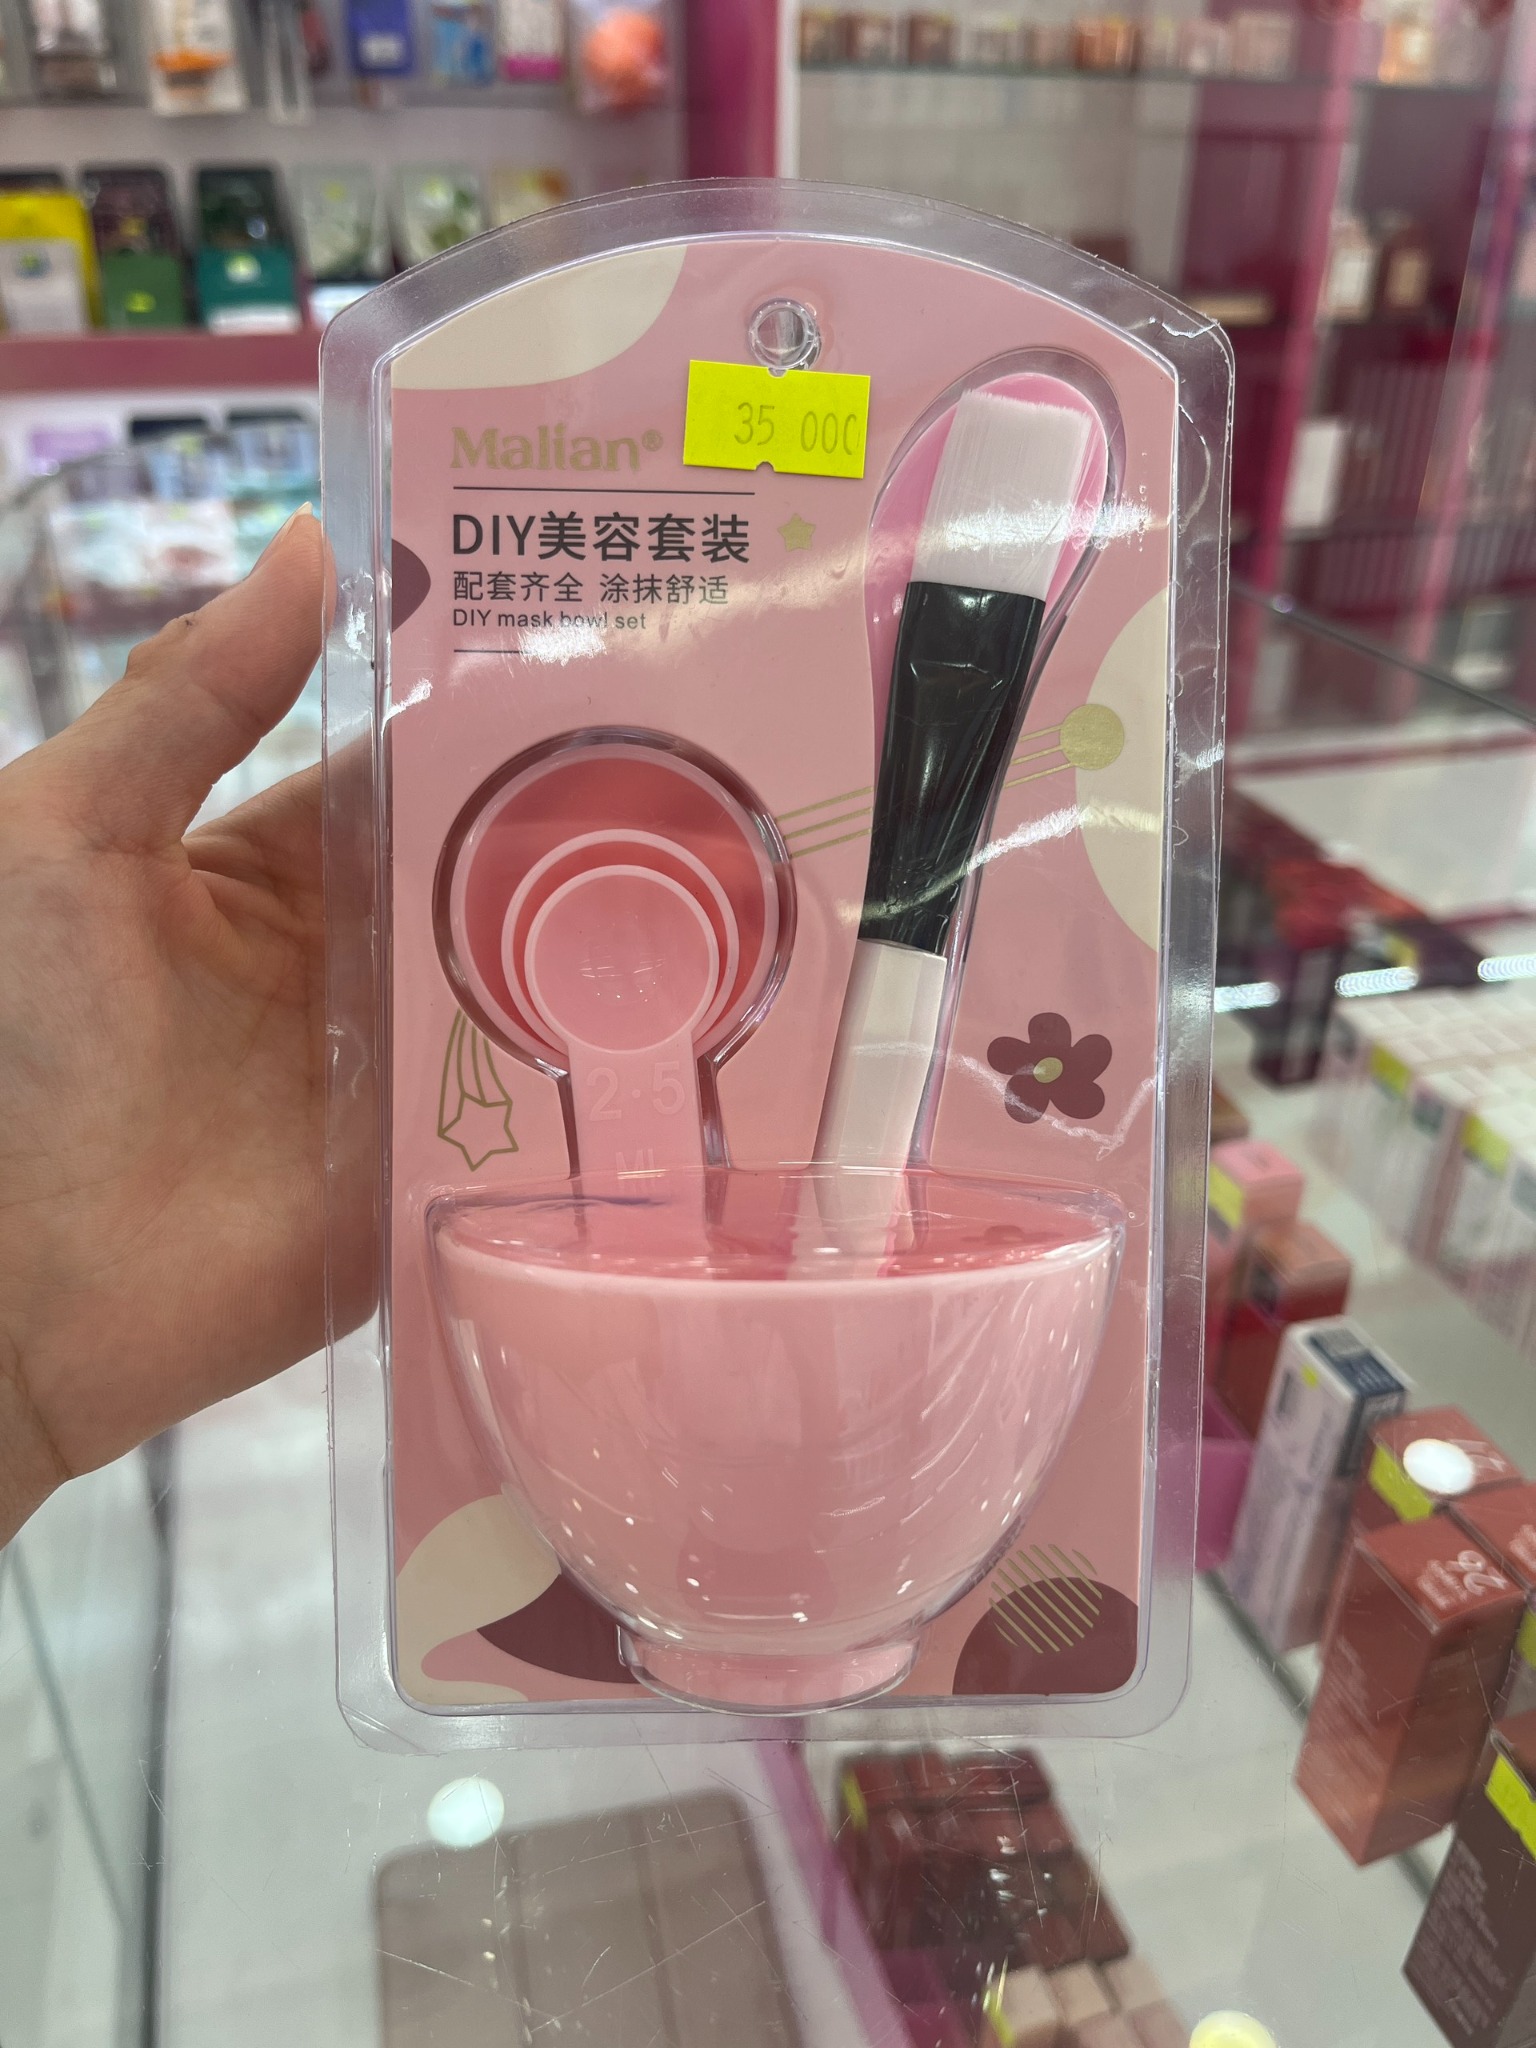 35 000
Malian®
DIY美容套装
配套齐全 涂抹舒适
DIY mask bowl set
2.5
ML
26